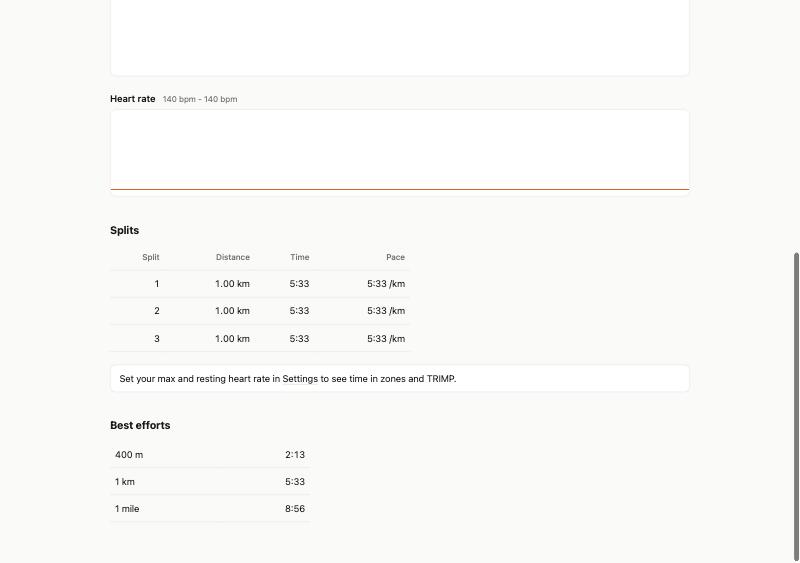 Heart rate 140 bpm - 140 bpm
Splits
Split Distance Time Pace
1 1.00 km 5:33 5:33 /km
2 1.00 km 5:33 5:33 /km
3 1.00 km 5:33 5:33 /km
Set your max and resting heart rate in Settings to see time in zones and TRIMP.
Best efforts
400 m 2:13
1 km 5:33
1 mile 8:56